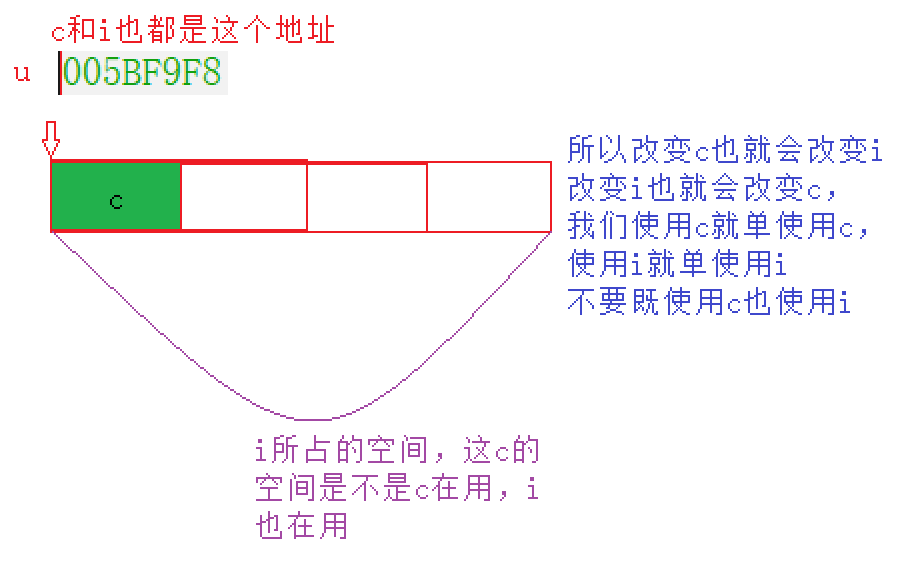 c和i也都是这个地址
u 005BF9F8
c
所以改变c也就会改变i
改变i也就会改变c，
我们使用c就单使用c，
使用i就单使用i
不要既使用c也使用i
i所占的空间，这c的
空间是不是c在用，i
也在用